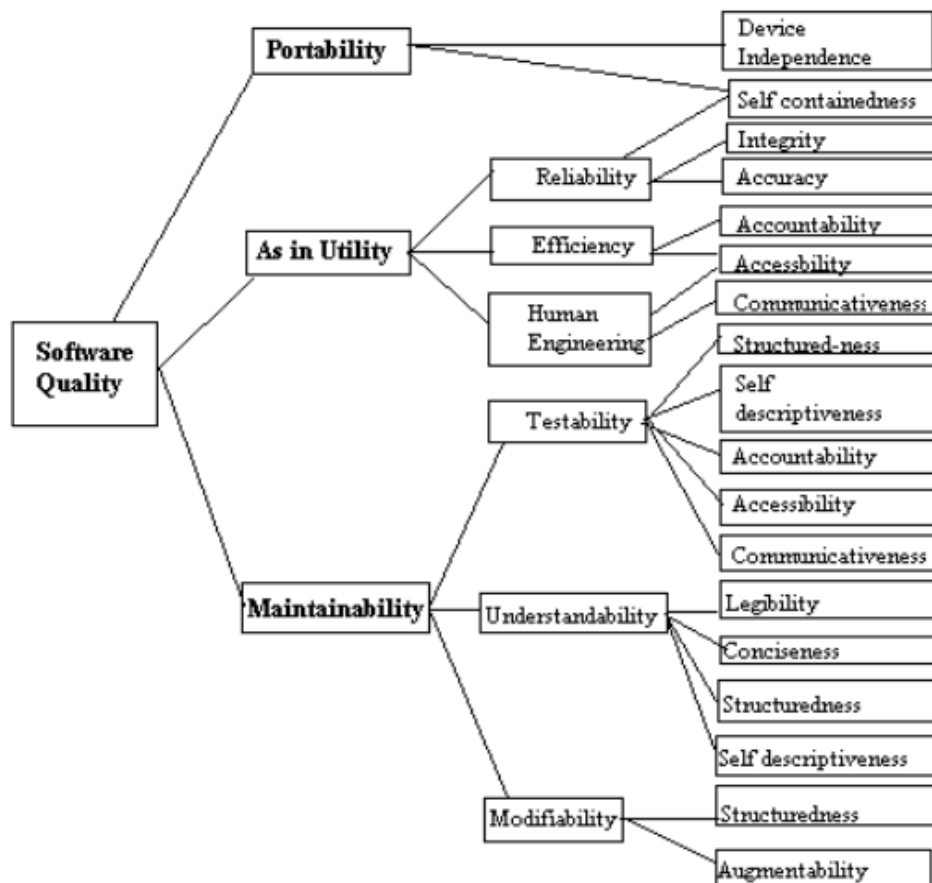 Portability
Device
Independence
Self containedness
Integrity
Reliability
Accuracy
As in Utility
Efficiency
Accountability
Accessbility
Human
Engineering
Communicativeness
Software
Quality
Structured-ness
Testability
Self
descriptiveness
Accountability
Accessibility
Communicativeness
Maintainability
Understandability
Legibility
Conciseness
Structuredness
Self descriptiveness
Modifiability
Structuredness
Augmentability